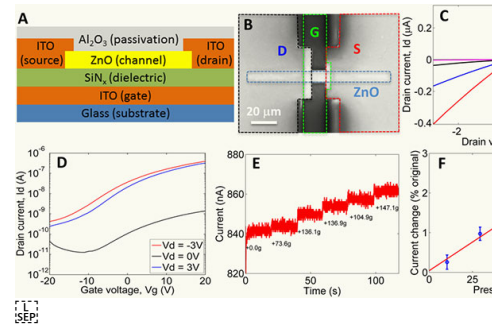 A
Al₂O₃ (passivation)
ITO (source)
ZnO (channel)
ITO (drain)
SiNₓ (dielectric)
ITO (gate)
Glass (substrate)
B
D
G
S
ZnO
20 μm
C
Drain current, Id (μA)
0
-0.2
-0.4
-2
Drain v
D
Drain current, Id (A)
10⁻⁶
10⁻⁷
10⁻⁸
10⁻⁹
10⁻¹⁰
10⁻¹¹
10⁻¹²
Vd = -3V
Vd = 0V
Vd = 3V
-20
-10
0
10
20
Gate voltage, Vg (V)
E
Current (nA)
880
860
840
820
+0.0g
+73.6g
+136.1g
+136.9g
+104.9g
+147.1g
0
50
100
Time (s)
F
Current change (% original)
3
2
1
0
0
30
Pres
L
SEP